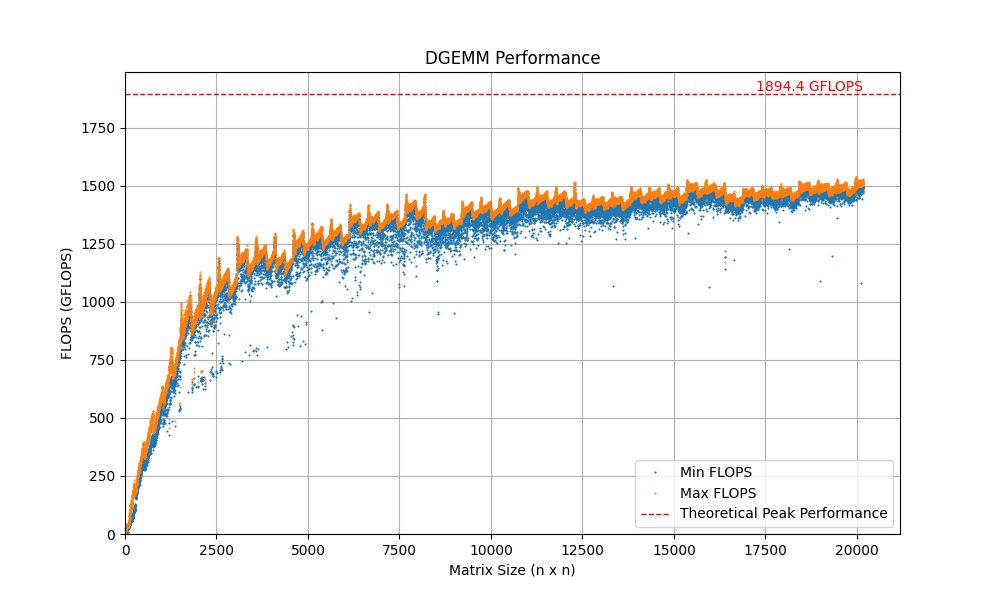 DGEMM Performance
1894.4 GFLOPS
1750
1500
1250
1000
750
500
250
0
FLOPS (GFLOPS)
Min FLOPS
Max FLOPS
Theoretical Peak Performance
0 2500 5000 7500 10000 12500 15000 17500 20000
Matrix Size (n x n)